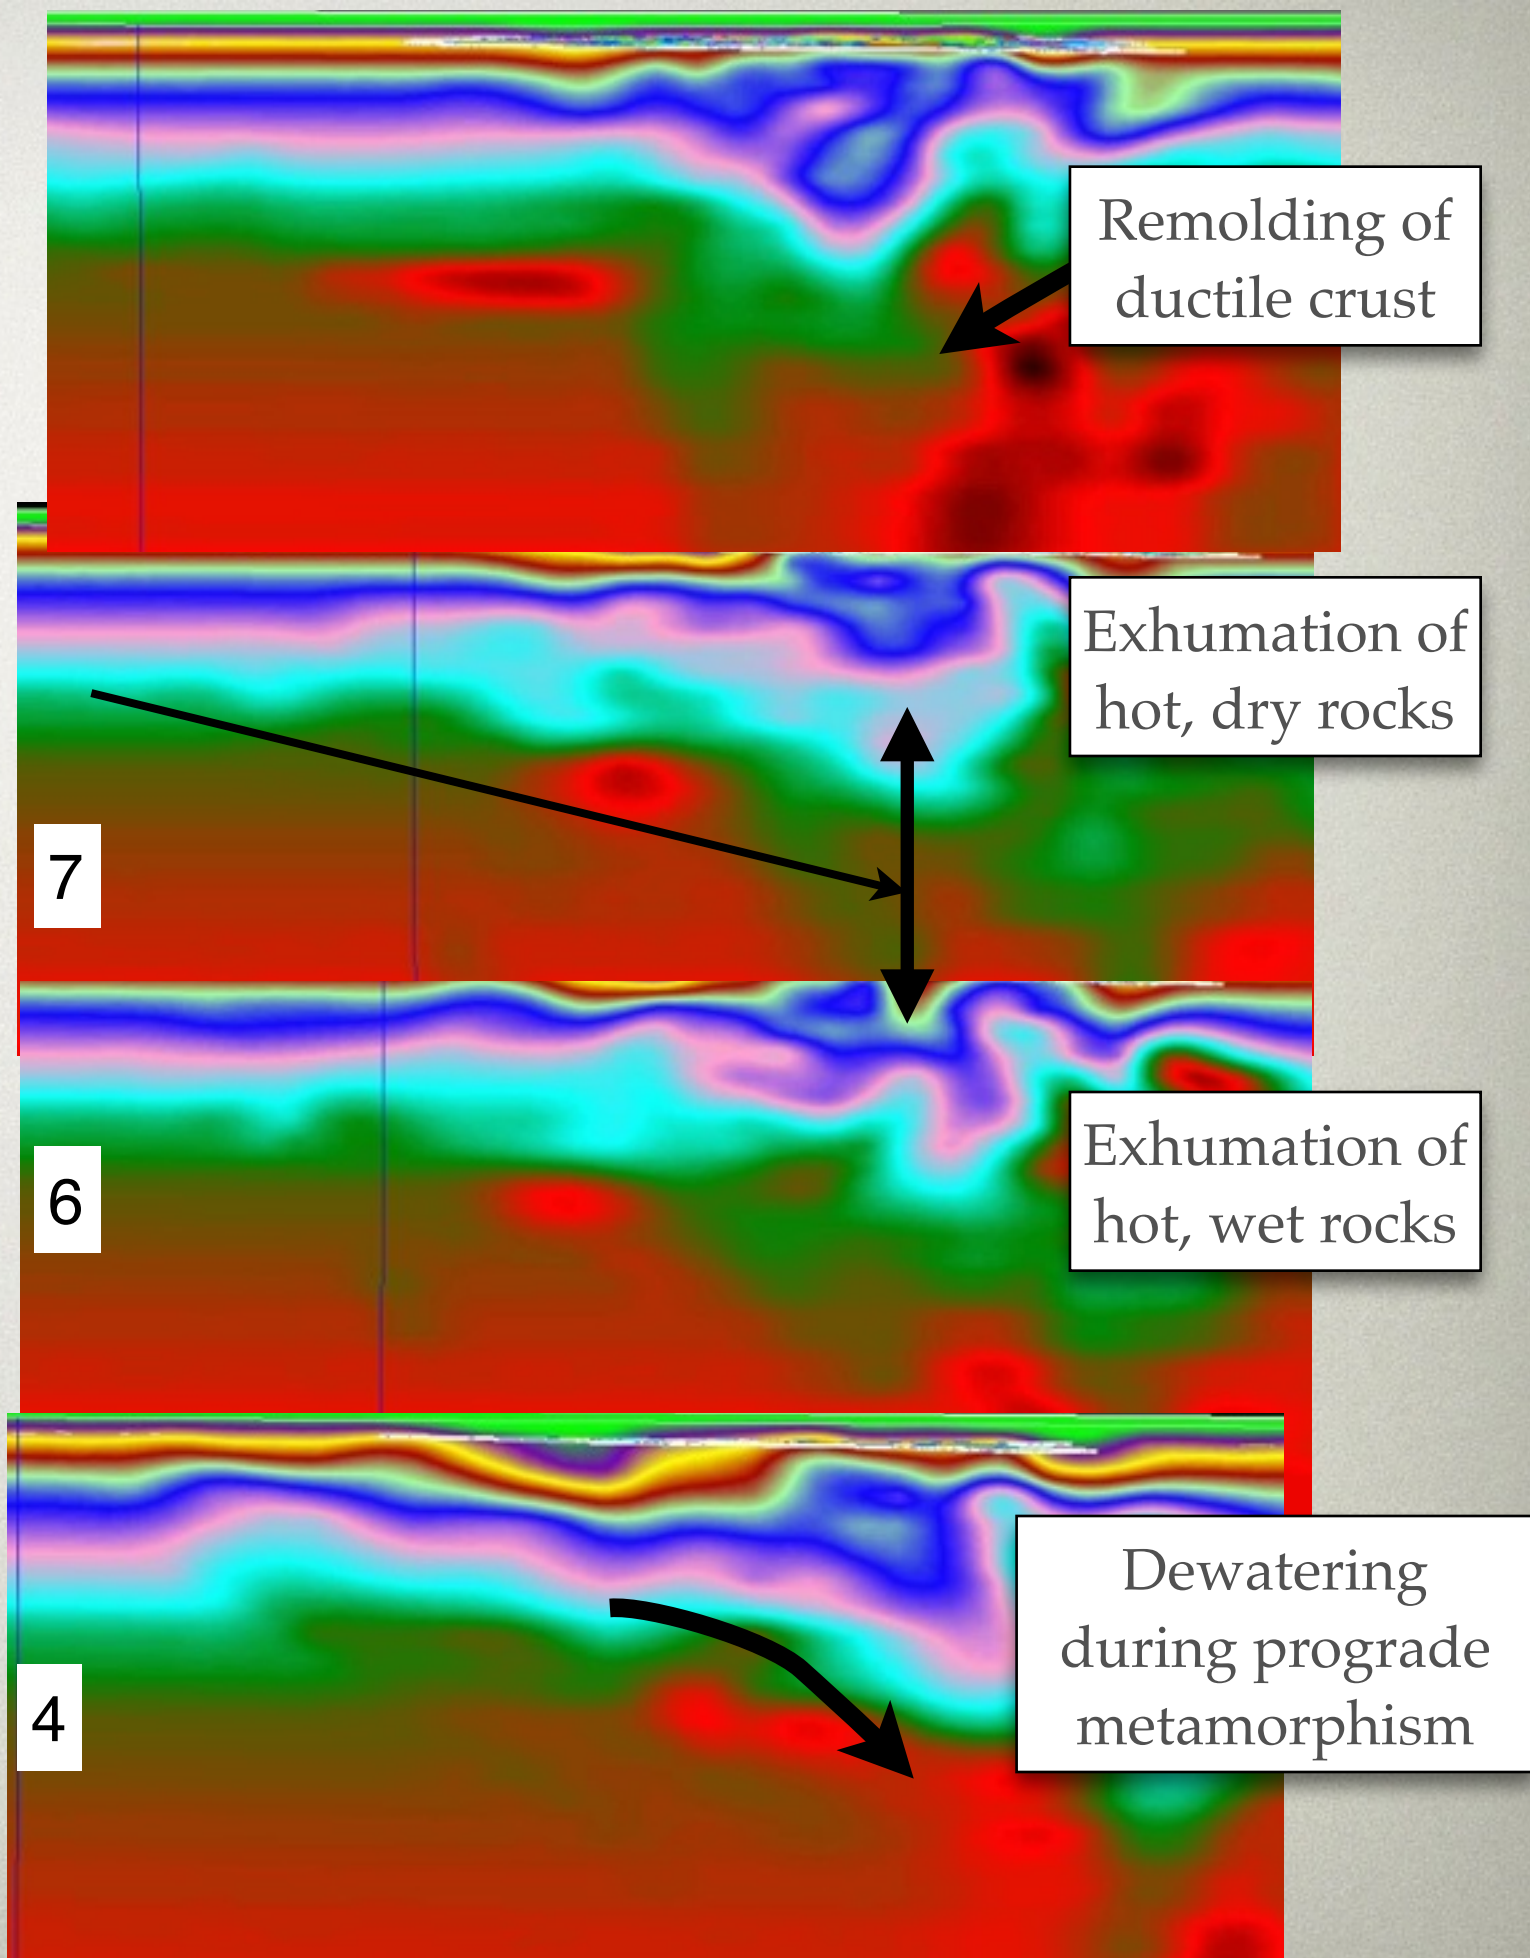 Remolding of
ductile crust
Exhumation of
hot, dry rocks
7
Exhumation of
hot, wet rocks
6
Dewatering
during prograde
metamorphism
4